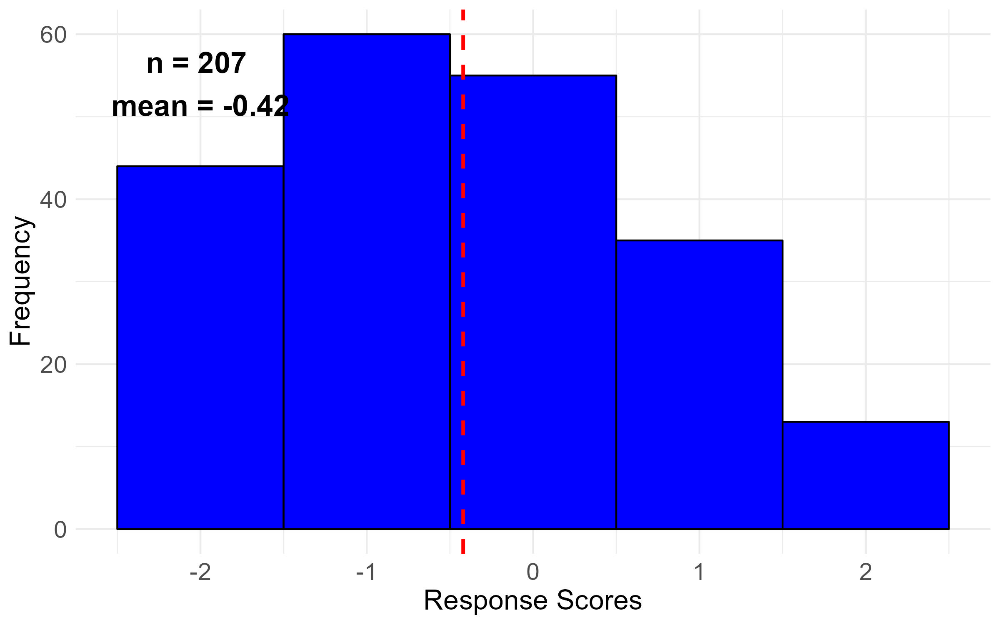 60
n = 207
mean = -0.42
40
Frequency
20
0
-2 -1 0 1 2
Response Scores